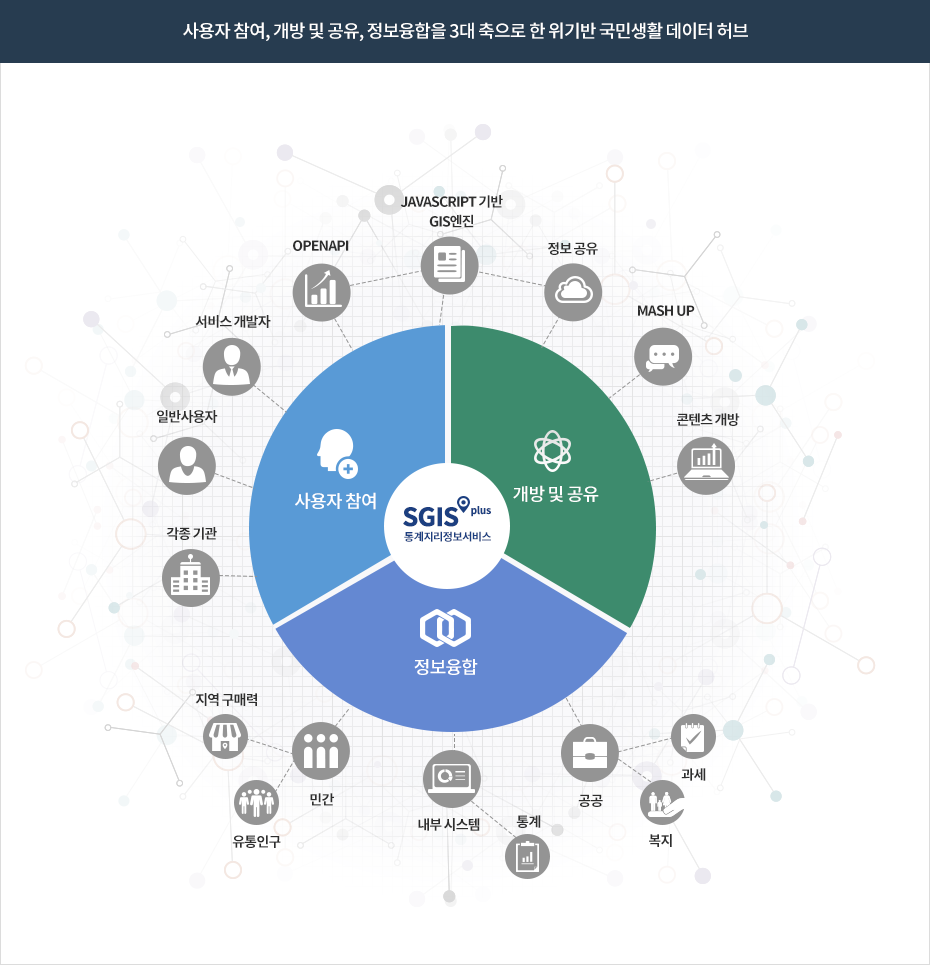 사용자 참여, 개방 및 공유, 정보융합을 3대 축으로 한 위기반 국민생활 데이터 허브
JAVASCRIPT 기반
GIS엔진
OPENAPI
정보 공유
MASH UP
서비스 개발자
일반사용자
콘텐츠 개방
사용자 참여
개방 및 공유
SGIS plus
통계지리정보서비스
각종 기관
정보융합
지역 구매력
민간
유통인구
내부 시스템
통계
공공
과세
복지